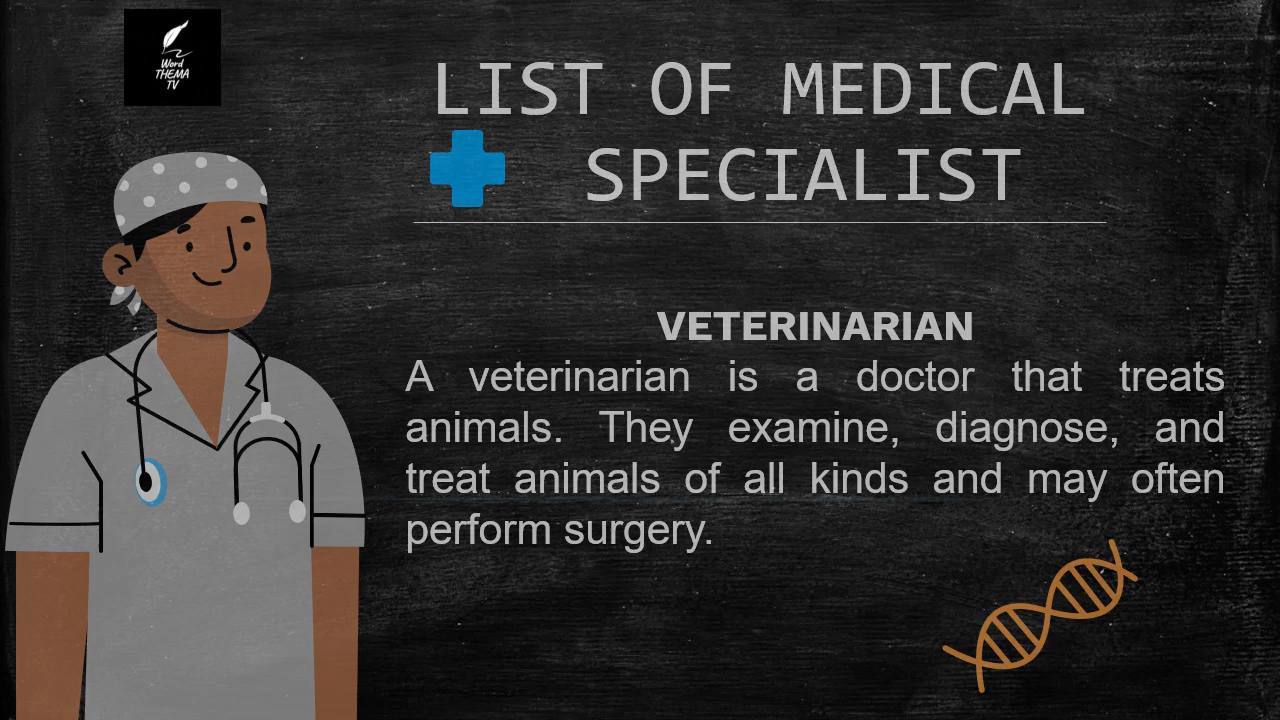 Word
THEMA
TV
LIST OF MEDICAL
SPECIALIST
VETERINARIAN
A veterinarian is a doctor that treats
animals. They examine, diagnose, and
treat animals of all kinds and may often
perform surgery.